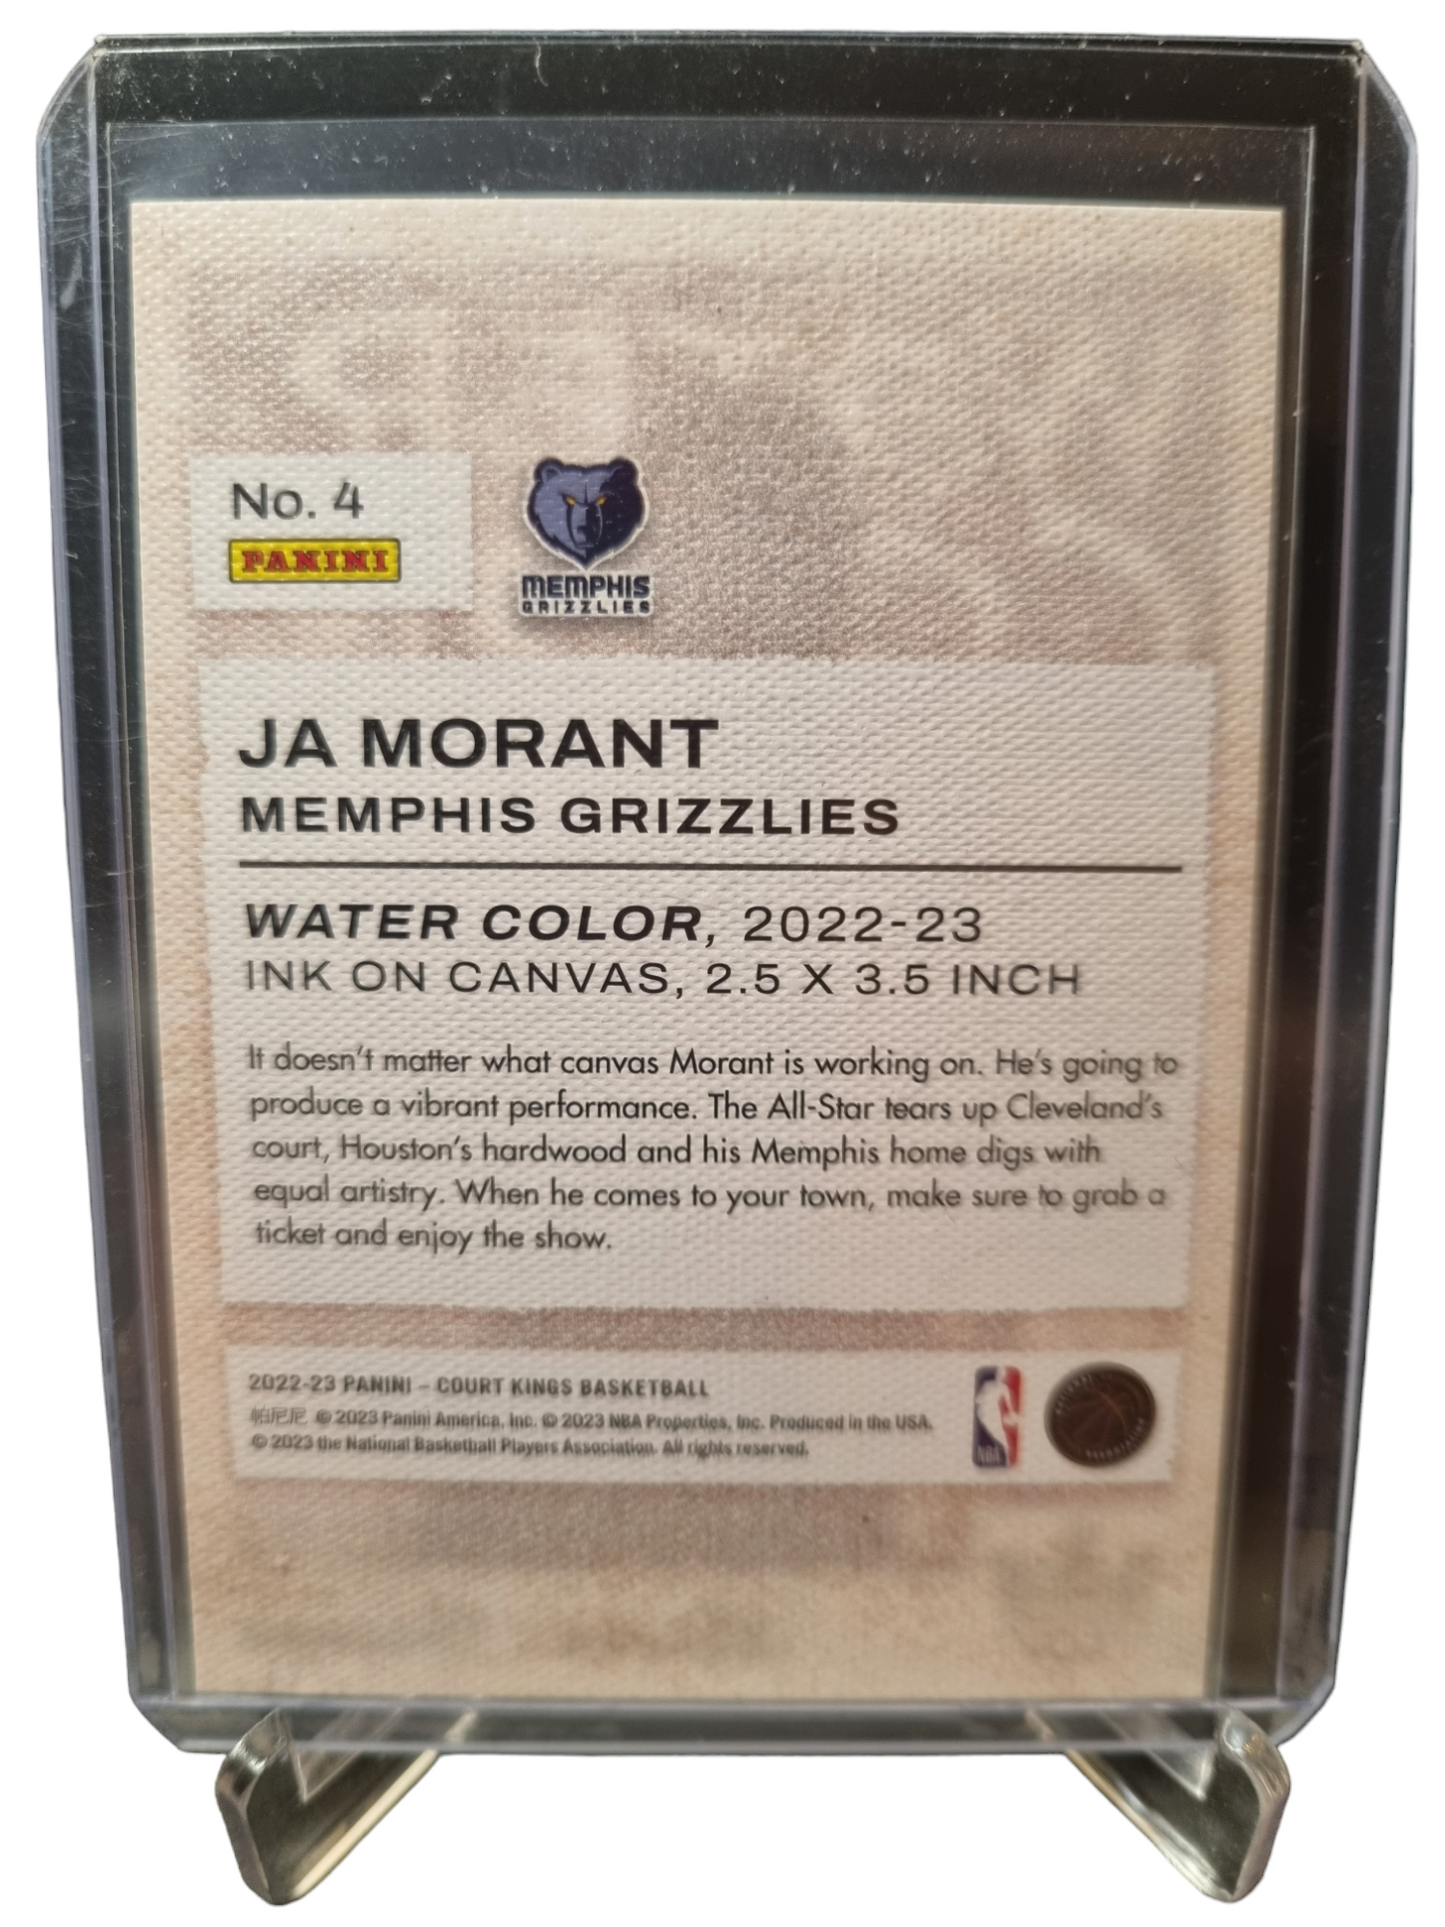 No. 4
PANINI
MEMPHIS
GRIZZLIES
JA MORANT
MEMPHIS GRIZZLIES
WATER COLOR, 2022-23
INK ON CANVAS, 2.5 X 3.5 INCH
It doesn't matter what canvas Morant is working on. He's going to
produce a vibrant performance. The All-Star tears up Cleveland's
court, Houston's hardwood and his Memphis home digs with
equal artistry. When he comes to your town, make sure to grab a
ticket and enjoy the show.
2022-23 PANINI – COURT KINGS BASKETBALL
帕尼尼 © 2023 Panini America, Inc. © 2023 NBA Properties, Inc. Produced in the USA.
© 2023 the National Basketball Players Association. All rights reserved.
NBA